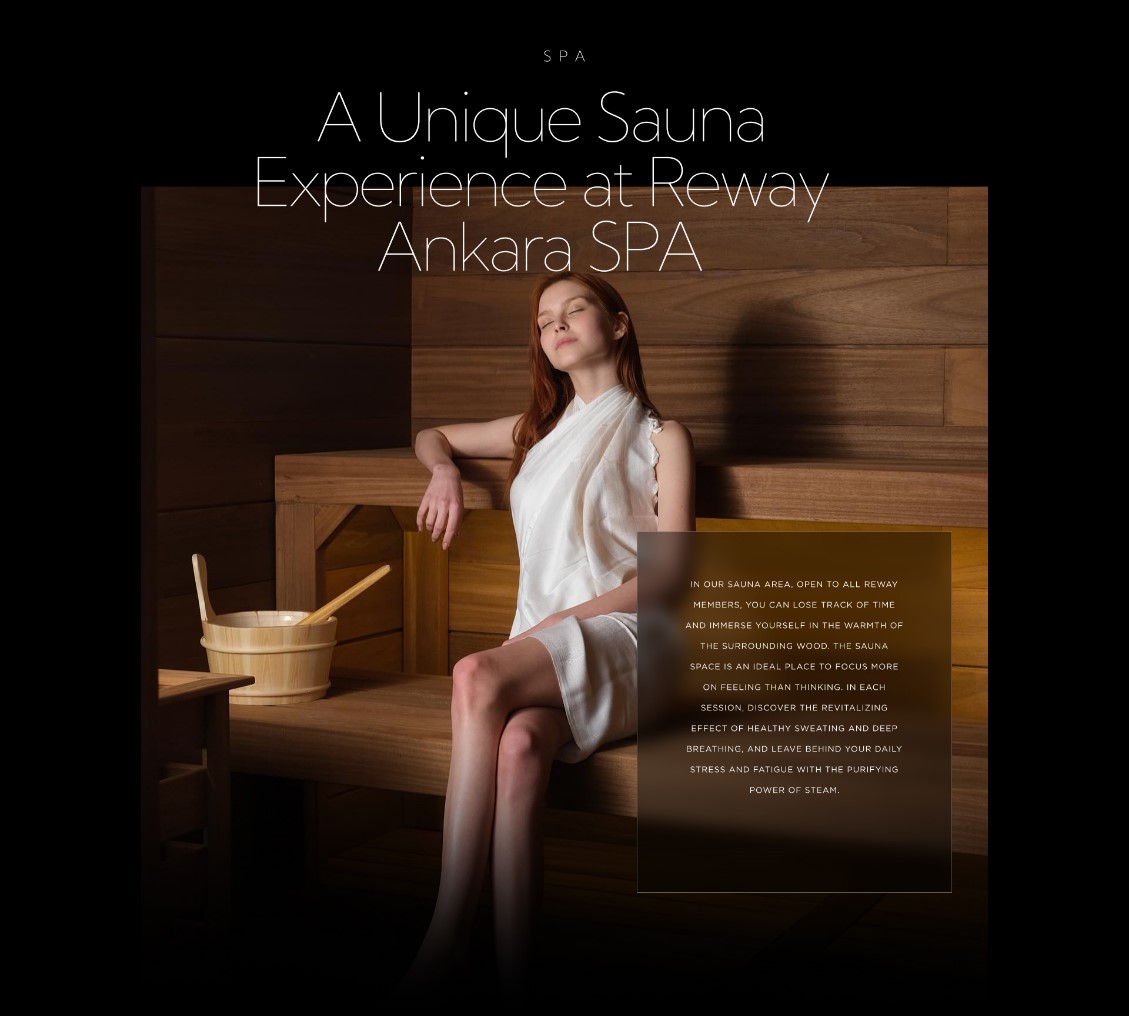 SPA
A Unique Sauna
Experience at Reway
Ankara SPA
IN OUR SAUNA AREA, OPEN TO ALL REWAY
MEMBERS, YOU CAN LOSE TRACK OF TIME
AND IMMERSE YOURSELF IN THE WARMTH OF
THE SURROUNDING WOOD. THE SAUNA
SPACE IS AN IDEAL PLACE TO FOCUS MORE
ON FEELING THAN THINKING. IN EACH
SESSION, DISCOVER THE REVITALIZING
EFFECT OF HEALTHY SWEATING AND DEEP
BREATHING, AND LEAVE BEHIND YOUR DAILY
STRESS AND FATIGUE WITH THE PURIFYING
POWER OF STEAM.